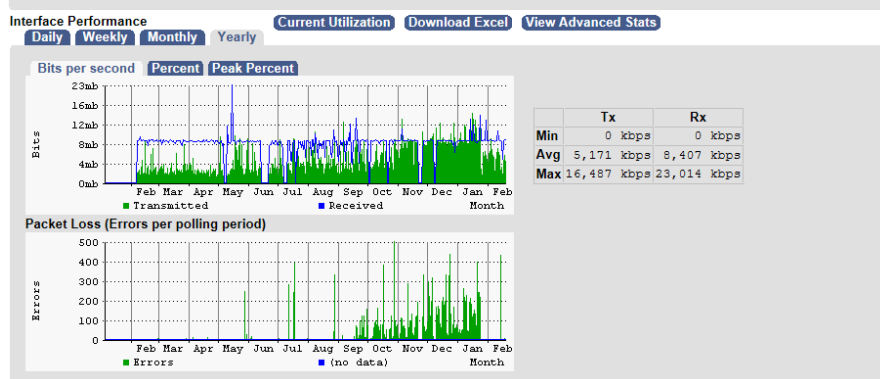 Interface Performance
Current Utilization Download Excel View Advanced Stats
Daily Weekly Monthly Yearly
Bits per second Percent Peak Percent
23mb
16mb
12mb
8mb
4mb
0mb
Bits
Feb Mar Apr May Jun Jul Aug Sep Oct Nov Dec Jan Feb
Transmitted Received Month
Tx Rx
Min 0 kbps 0 kbps
Avg 5,171 kbps 8,407 kbps
Max 16,487 kbps 23,014 kbps
Packet Loss (Errors per polling period)
500
400
300
200
100
0
Errors
Feb Mar Apr May Jun Jul Aug Sep Oct Nov Dec Jan Feb
Errors (no data) Month